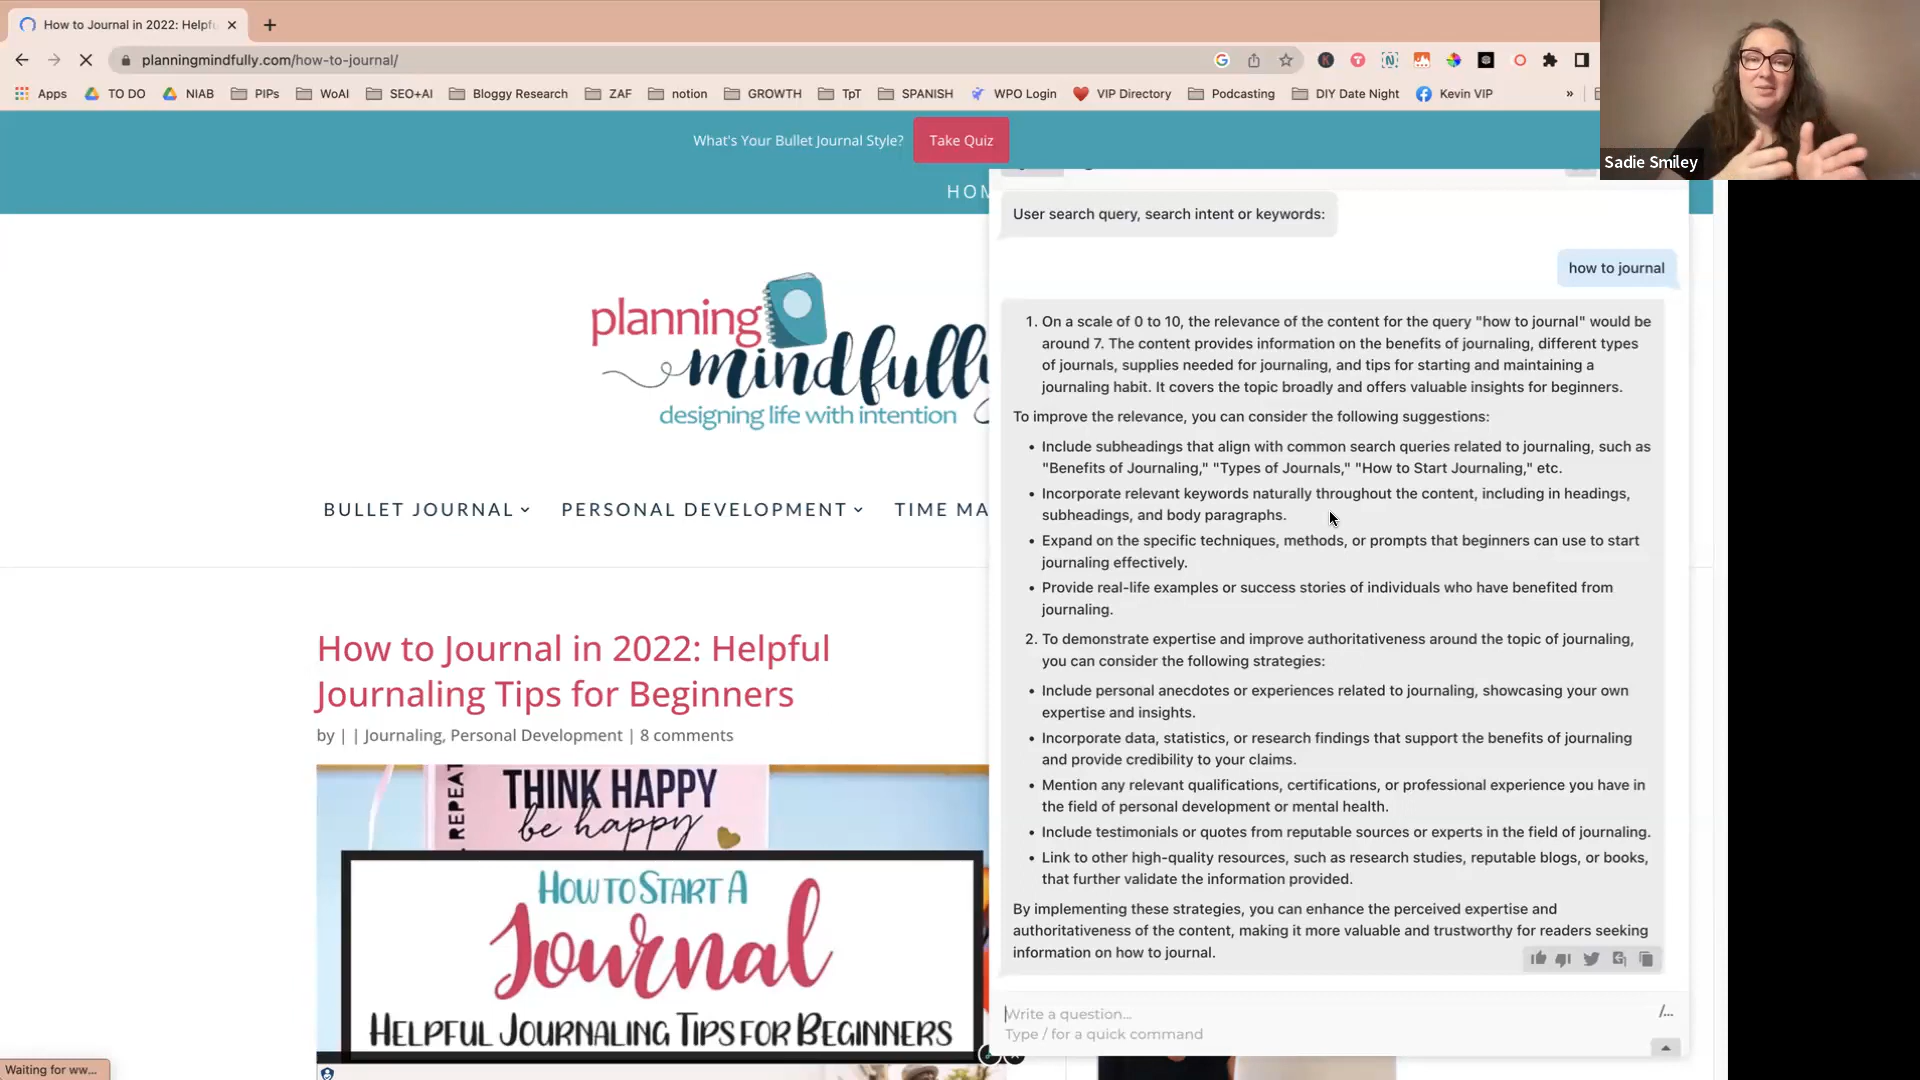 How to Journal in 2022: Helpfu
planningmindfully.com/how-to-journal/
Apps TO DO NIAB PIPs WoAI SEO+AI Bloggy Research ZAF notion GROWTH TpT SPANISH WPO Login VIP Directory Podcasting DIY Date Night Kevin VIP »
Sadie Smiley
What's Your Bullet Journal Style? Take Quiz
HOM
planning
mindfully
designing life with intention
BULLET JOURNAL PERSONAL DEVELOPMENT TIME MA
How to Journal in 2022: Helpful
Journaling Tips for Beginners
by | | Journaling, Personal Development | 8 comments
REPEAT
THINK HAPPY
be happy
HOW TO START A
Journal
HELPFUL JOURNALING TIPS FOR BEGINNERS
Waiting for ww...
User search query, search intent or keywords:
how to journal
1. On a scale of 0 to 10, the relevance of the content for the query "how to journal" would be
around 7. The content provides information on the benefits of journaling, different types
of journals, supplies needed for journaling, and tips for starting and maintaining a
journaling habit. It covers the topic broadly and offers valuable insights for beginners.
To improve the relevance, you can consider the following suggestions:
• Include subheadings that align with common search queries related to journaling, such as
"Benefits of Journaling," "Types of Journals," "How to Start Journaling," etc.
• Incorporate relevant keywords naturally throughout the content, including in headings,
subheadings, and body paragraphs.
• Expand on the specific techniques, methods, or prompts that beginners can use to start
journaling effectively.
• Provide real-life examples or success stories of individuals who have benefited from
journaling.
2. To demonstrate expertise and improve authoritativeness around the topic of journaling,
you can consider the following strategies:
• Include personal anecdotes or experiences related to journaling, showcasing your own
expertise and insights.
• Incorporate data, statistics, or research findings that support the benefits of journaling
and provide credibility to your claims.
• Mention any relevant qualifications, certifications, or professional experience you have in
the field of personal development or mental health.
• Include testimonials or quotes from reputable sources or experts in the field of journaling.
• Link to other high-quality resources, such as research studies, reputable blogs, or books,
that further validate the information provided.
By implementing these strategies, you can enhance the perceived expertise and
authoritativeness of the content, making it more valuable and trustworthy for readers seeking
information on how to journal.
Write a question...
/...
Type / for a quick command